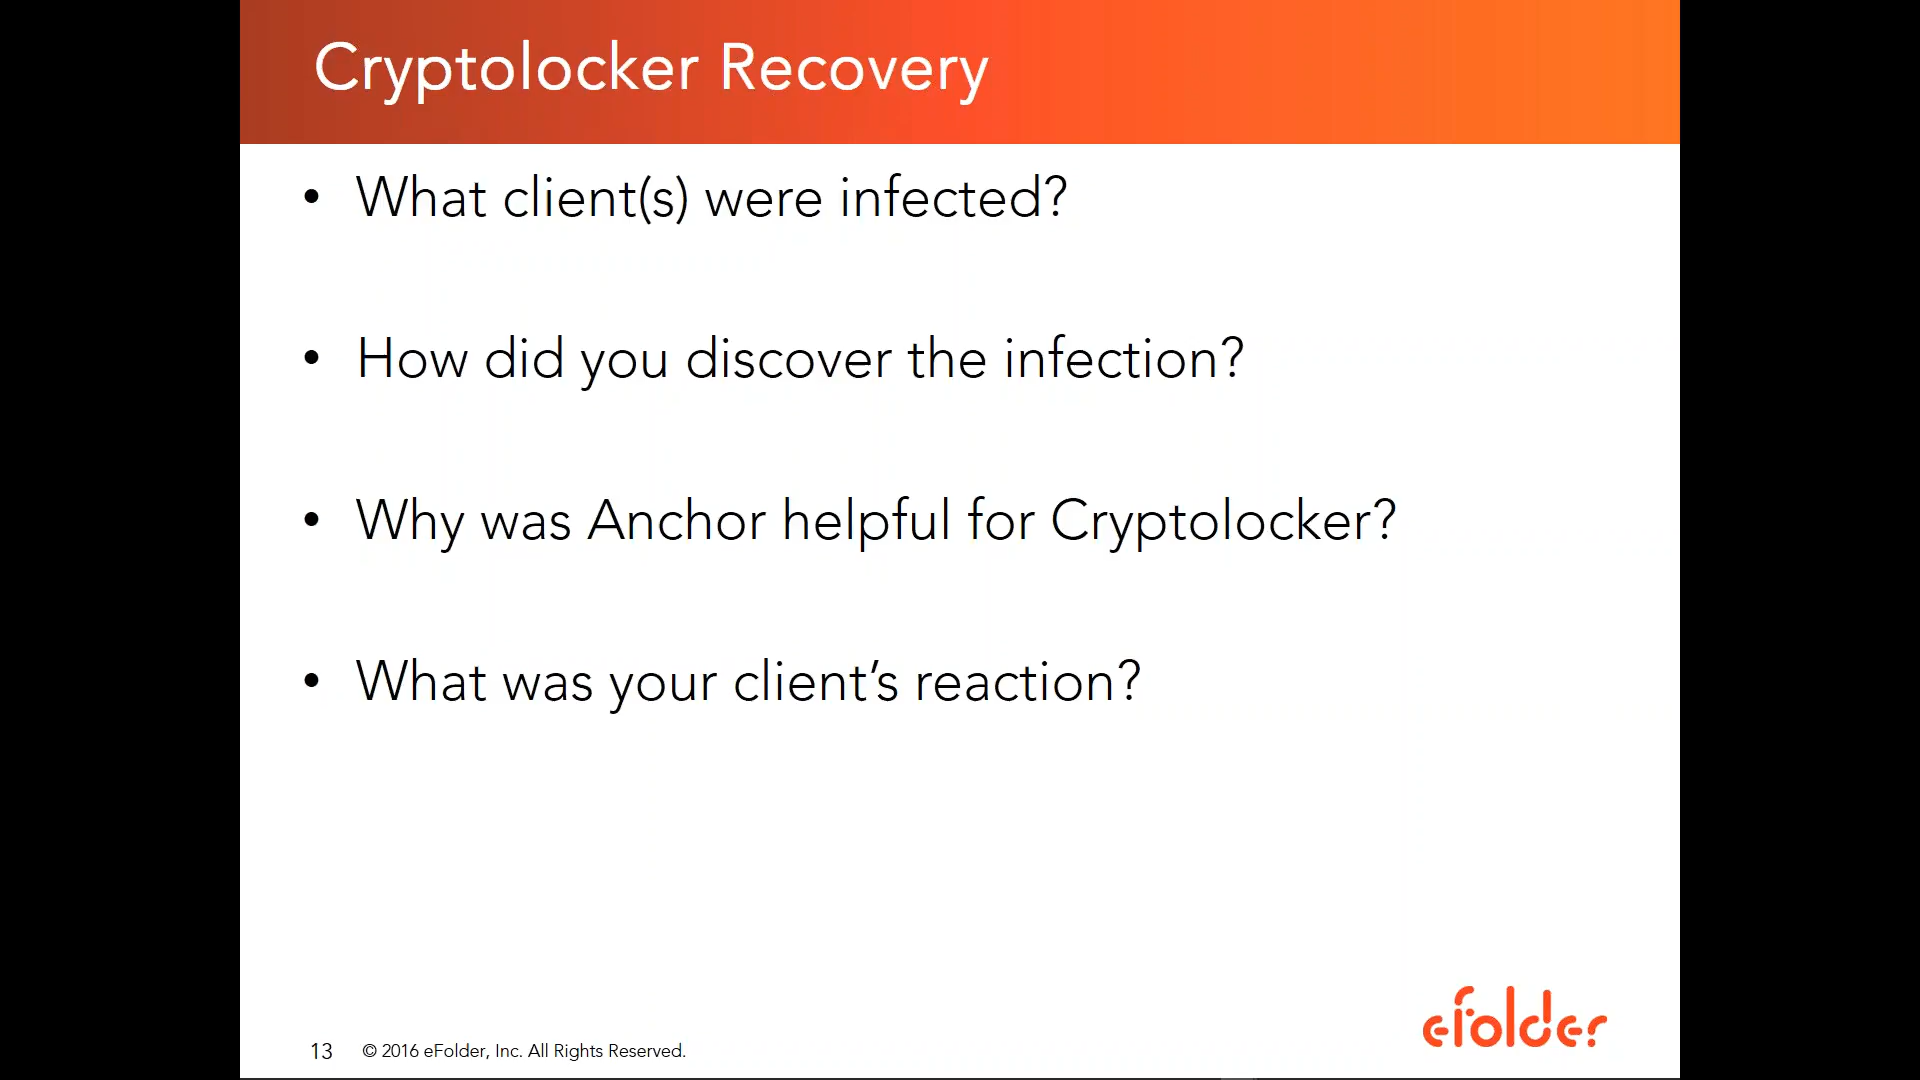 Cryptolocker Recovery
• What client(s) were infected?
• How did you discover the infection?
• Why was Anchor helpful for Cryptolocker?
• What was your client’s reaction?
efolder
13 © 2016 eFolder, Inc. All Rights Reserved.